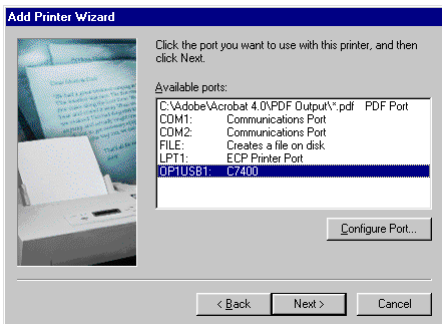 Add Printer Wizard
Click the port you want to use with this printer, and then
click Next.
Available ports:
C:\Adobe\Acrobat 4.0\PDF Output\*.pdf PDF Port
COM1: Communications Port
COM2: Communications Port
FILE: Creates a file on disk
LPT1: ECP Printer Port
OP1USB1: C7400
Configure Port...
< Back Next > Cancel